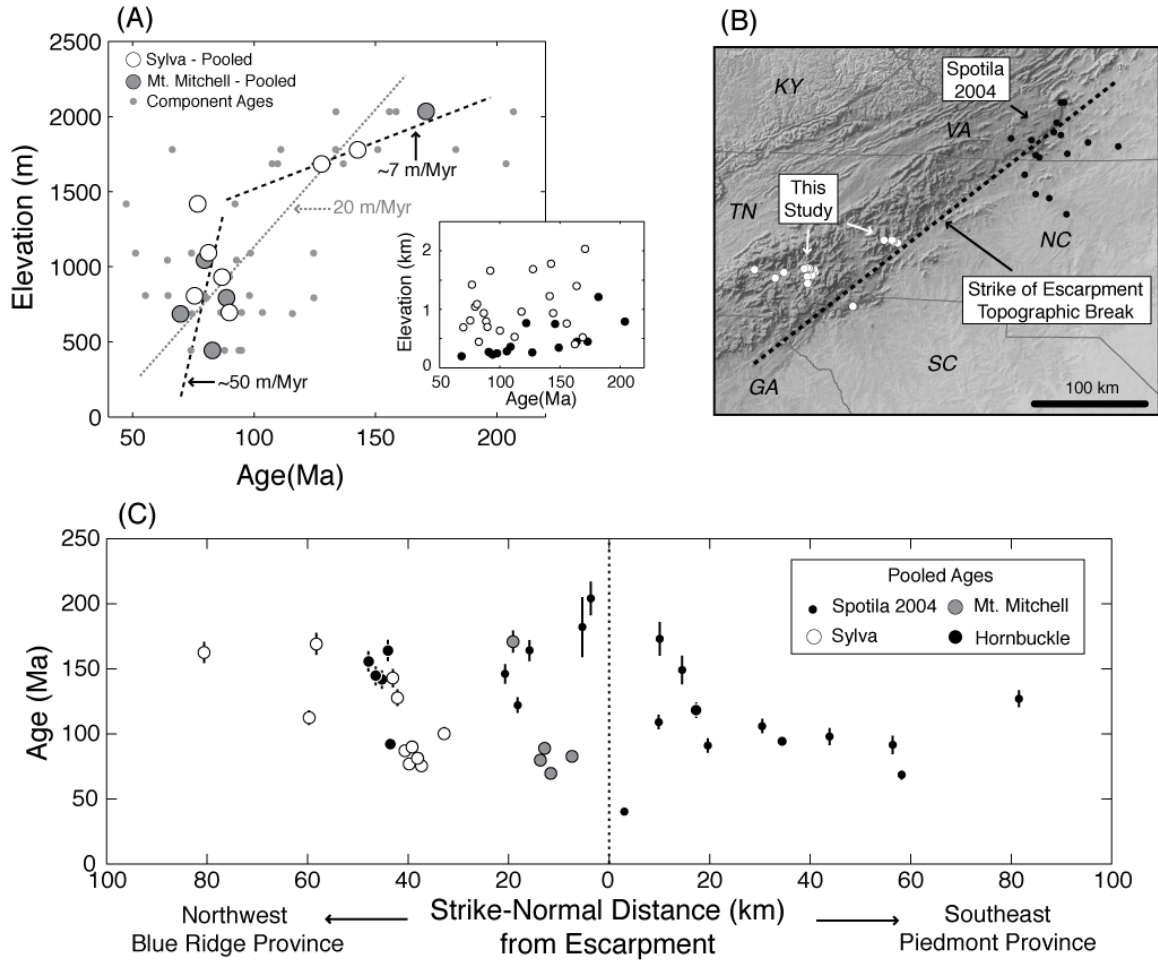 (A)
2500
2000
1500
1000
500
0
Elevation (m)
Sylva - Pooled
Mt. Mitchell - Pooled
Component Ages
~7 m/Myr
20 m/Myr
~50 m/Myr
50
100
150
200
Age(Ma)
Elevation (km)
2
1
0
50
100
150
200
Age(Ma)
(B)
KY
Spotila
2004
VA
This
Study
TN
NC
Strike of Escarpment
Topographic Break
SC
GA
100 km
(C)
250
200
150
100
50
0
Age (Ma)
Pooled Ages
Spotila 2004
Mt. Mitchell
Sylva
Hornbuckle
100
80
60
40
20
0
20
40
60
80
100
Northwest
Blue Ridge Province
Strike-Normal Distance (km)
from Escarpment
Southeast
Piedmont Province